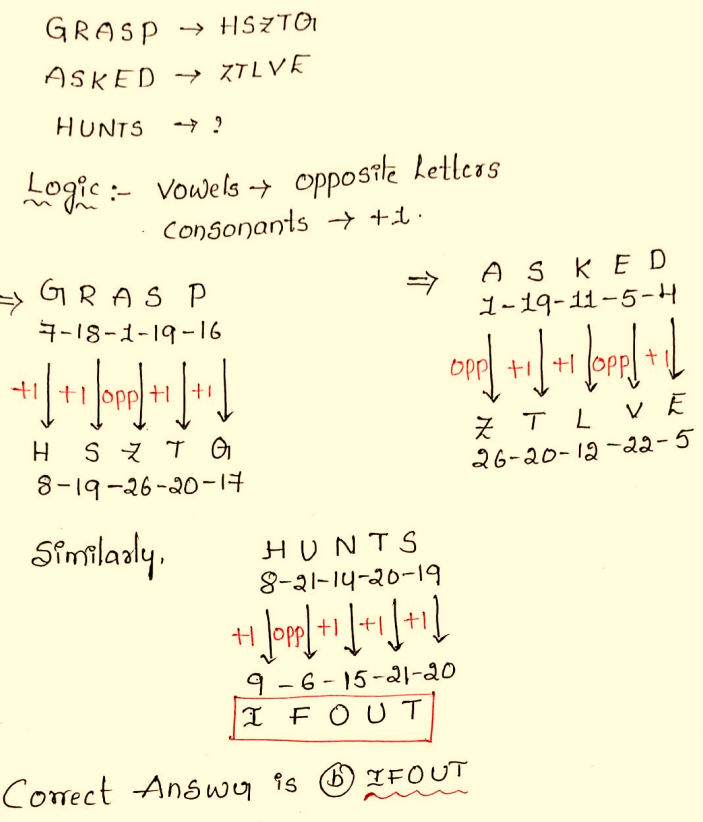 GRASP → HSZTQ
ASKED → ZTLVE
HUNTS → ?
Logic :- Vowels → opposite Letters
Consonants → +1.
⇒ G R A S P
7-18-1-19-16
+1 +1 opp +1 +1
H S Z T Q
8-19-26-20-17
⇒ A S K E D
1-19-11-5-4
opp +1 +1 opp +1
Z T L V E
26-20-12-22-5
Similarly,
H U N T S
8-21-14-20-19
+1 opp +1 +1 +1
9-6-15-21-20
I F O U T
Correct Answer is (b) IFOUT